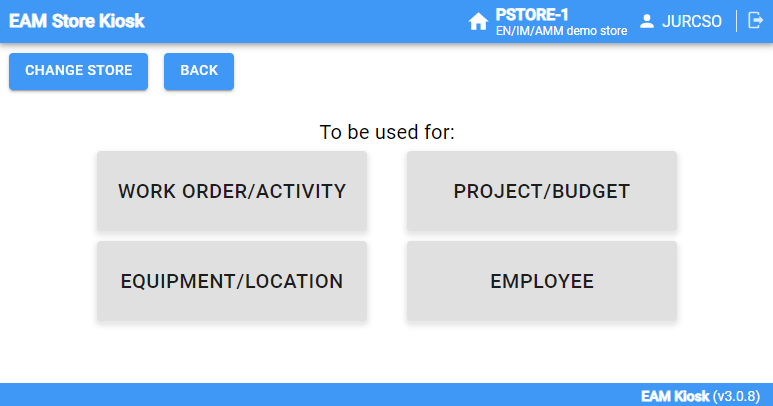 EAM Store Kiosk
PSTORE-1
EN/IM/AMM demo store
JURCSO
CHANGE STORE
BACK
To be used for:
WORK ORDER/ACTIVITY
PROJECT/BUDGET
EQUIPMENT/LOCATION
EMPLOYEE
EAM Kiosk (v3.0.8)